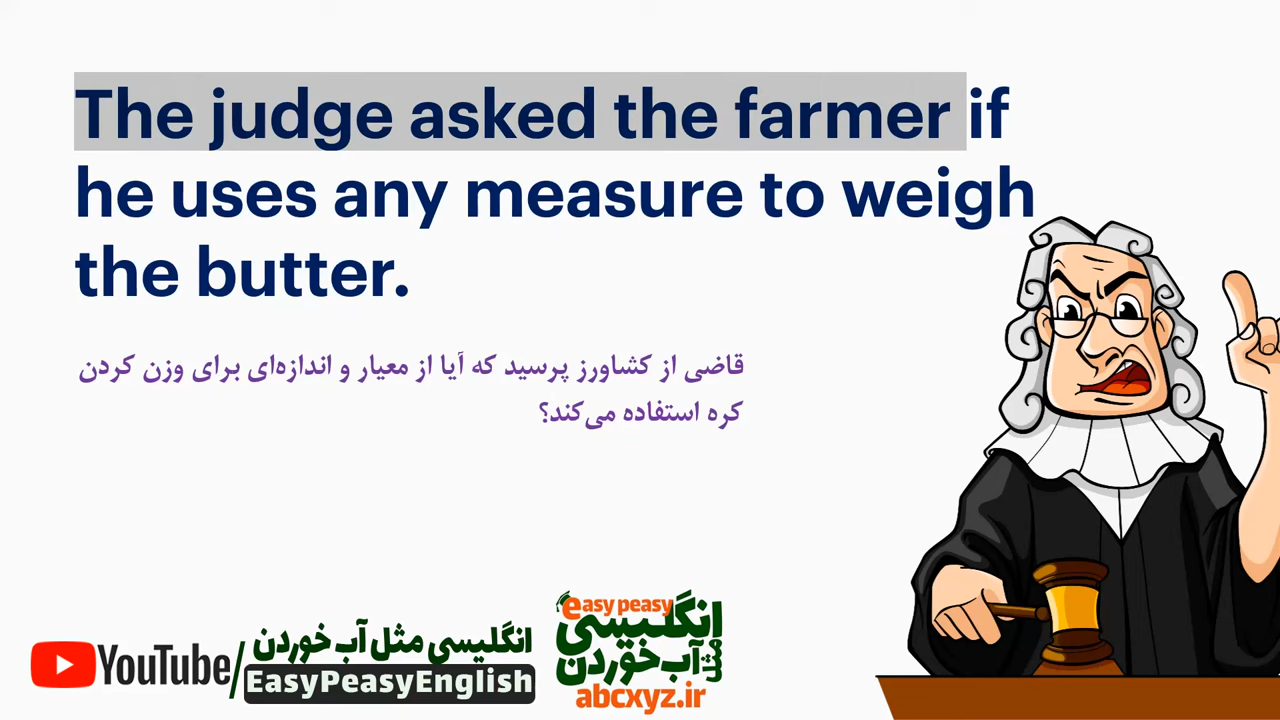 The judge asked the farmer if
he uses any measure to weigh
the butter.
قاضی از کشاورز پرسید که آیا از معیار و اندازه‌ای برای وزن کردن
کره استفاده می‌کند؟
YouTube/
انگلیسی مثل آب خوردن
EasyPeasyEnglish
easy peasy
انگلیسی
مثل
آب خوردن
abcxyz.ir